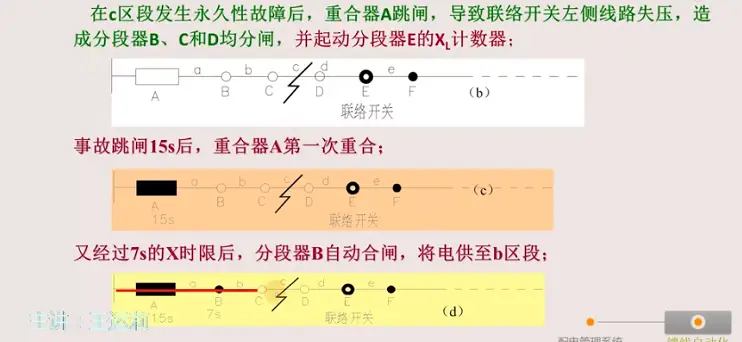 在c区段发生永久性故障后，重合器A跳闸，导致联络开关左侧线路失压，造
成分段器B、C和D均分闸，并起动分段器E的XL计数器；
a b c d e
A B C D E F （b）
联络开关
事故跳闸15s后，重合器A第一次重合；
a b c d e
A B C D E F （c）
15s 联络开关
又经过7s的X时限后，分段器B自动合闸，将电供至b区段；
a b c d e
A B C D E F （d）
15s 7s 联络开关
主讲：王
配电管理系统 馈线自动化